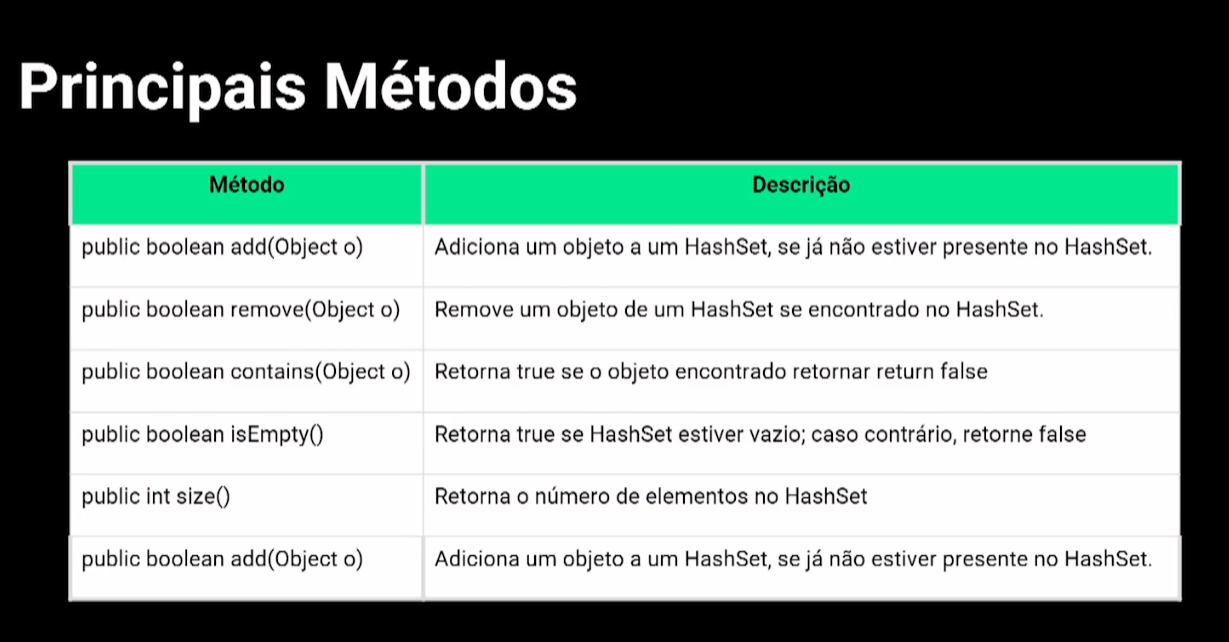 Principais Métodos
Método Descrição
public boolean add(Object o) Adiciona um objeto a um HashSet, se já não estiver presente no HashSet.
public boolean remove(Object o) Remove um objeto de um HashSet se encontrado no HashSet.
public boolean contains(Object o) Retorna true se o objeto encontrado retornar return false
public boolean isEmpty() Retorna true se HashSet estiver vazio; caso contrário, retorne false
public int size() Retorna o número de elementos no HashSet
public boolean add(Object o) Adiciona um objeto a um HashSet, se já não estiver presente no HashSet.